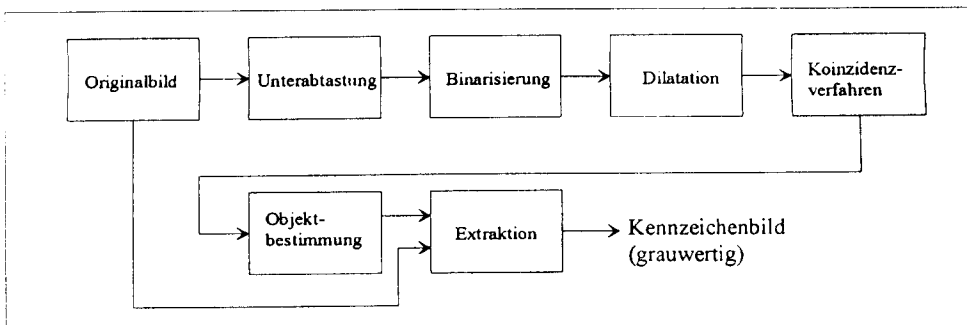 Originalbild
Unterabtastung
Binarisierung
Dilatation
Koinzidenz-
verfahren
Objekt-
bestimmung
Extraktion
Kennzeichenbild
(grauwertig)